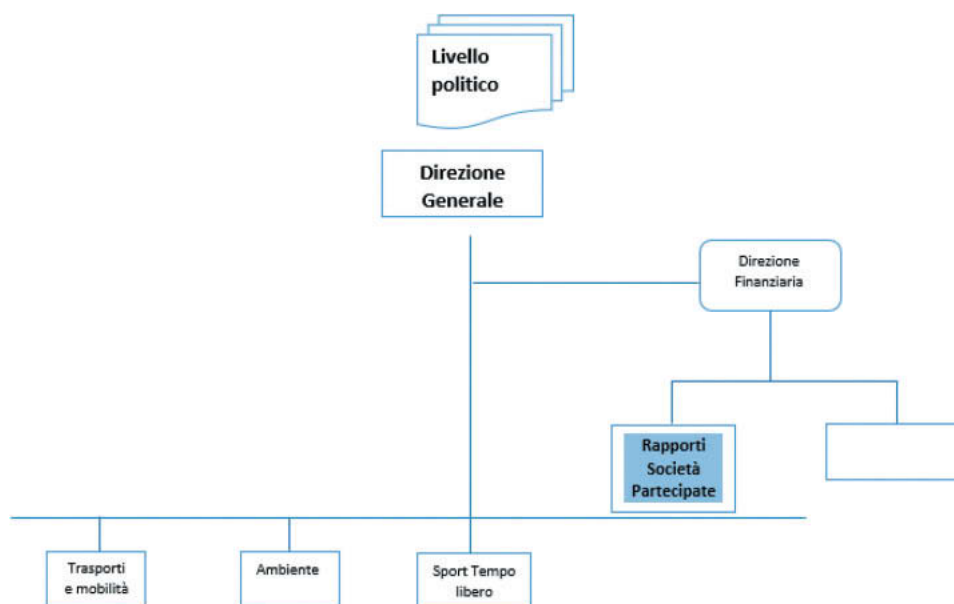 Livello
politico
Direzione
Generale
Direzione
Finanziaria
Rapporti
Società
Partecipate
Trasporti
e mobilità
Ambiente
Sport Tempo
libero